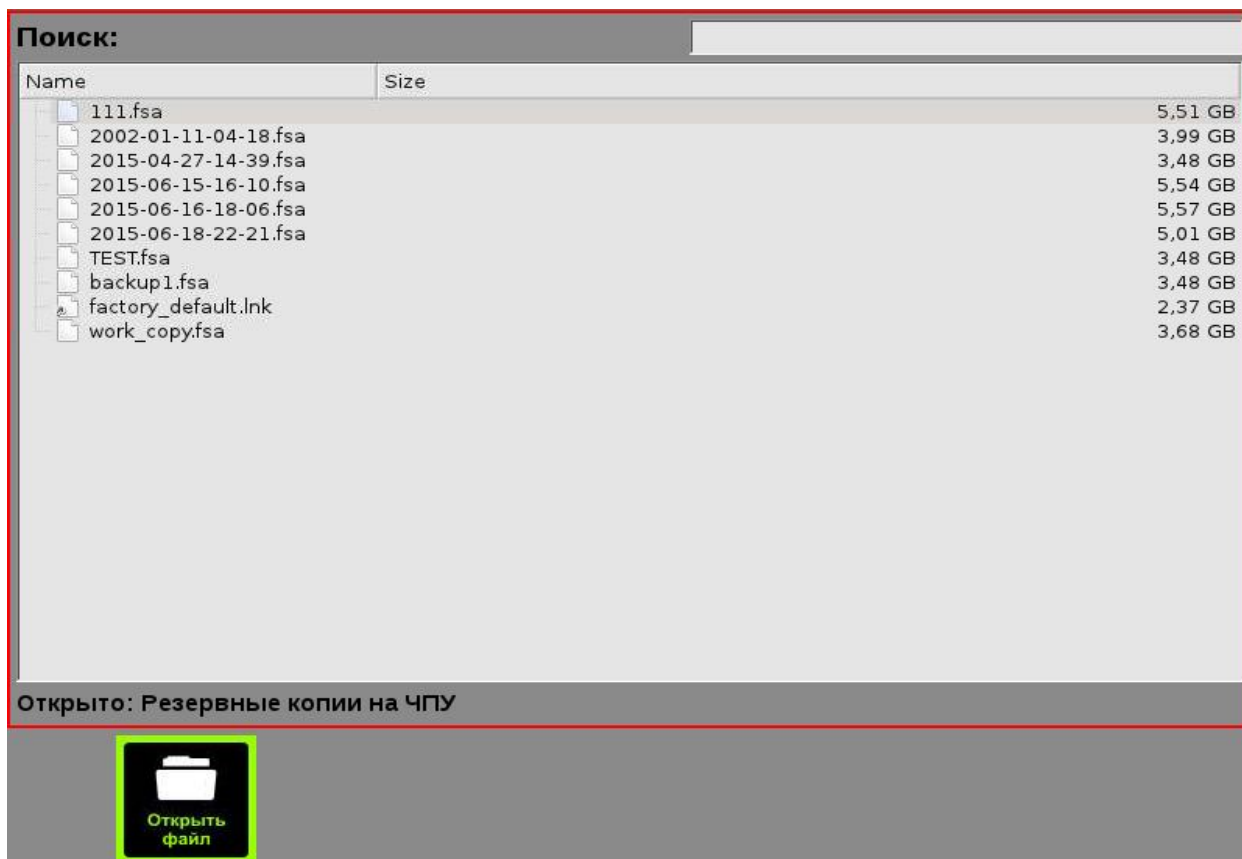 Поиск:
Name Size
111.fsa 5,51 GB
2002-01-11-04-18.fsa 3,99 GB
2015-04-27-14-39.fsa 3,48 GB
2015-06-15-16-10.fsa 5,54 GB
2015-06-16-18-06.fsa 5,57 GB
2015-06-18-22-21.fsa 5,01 GB
TEST.fsa 3,48 GB
backup1.fsa 3,48 GB
factory_default.lnk 2,37 GB
work_copy.fsa 3,68 GB
Открыто: Резервные копии на ЧПУ
Открыть
файл